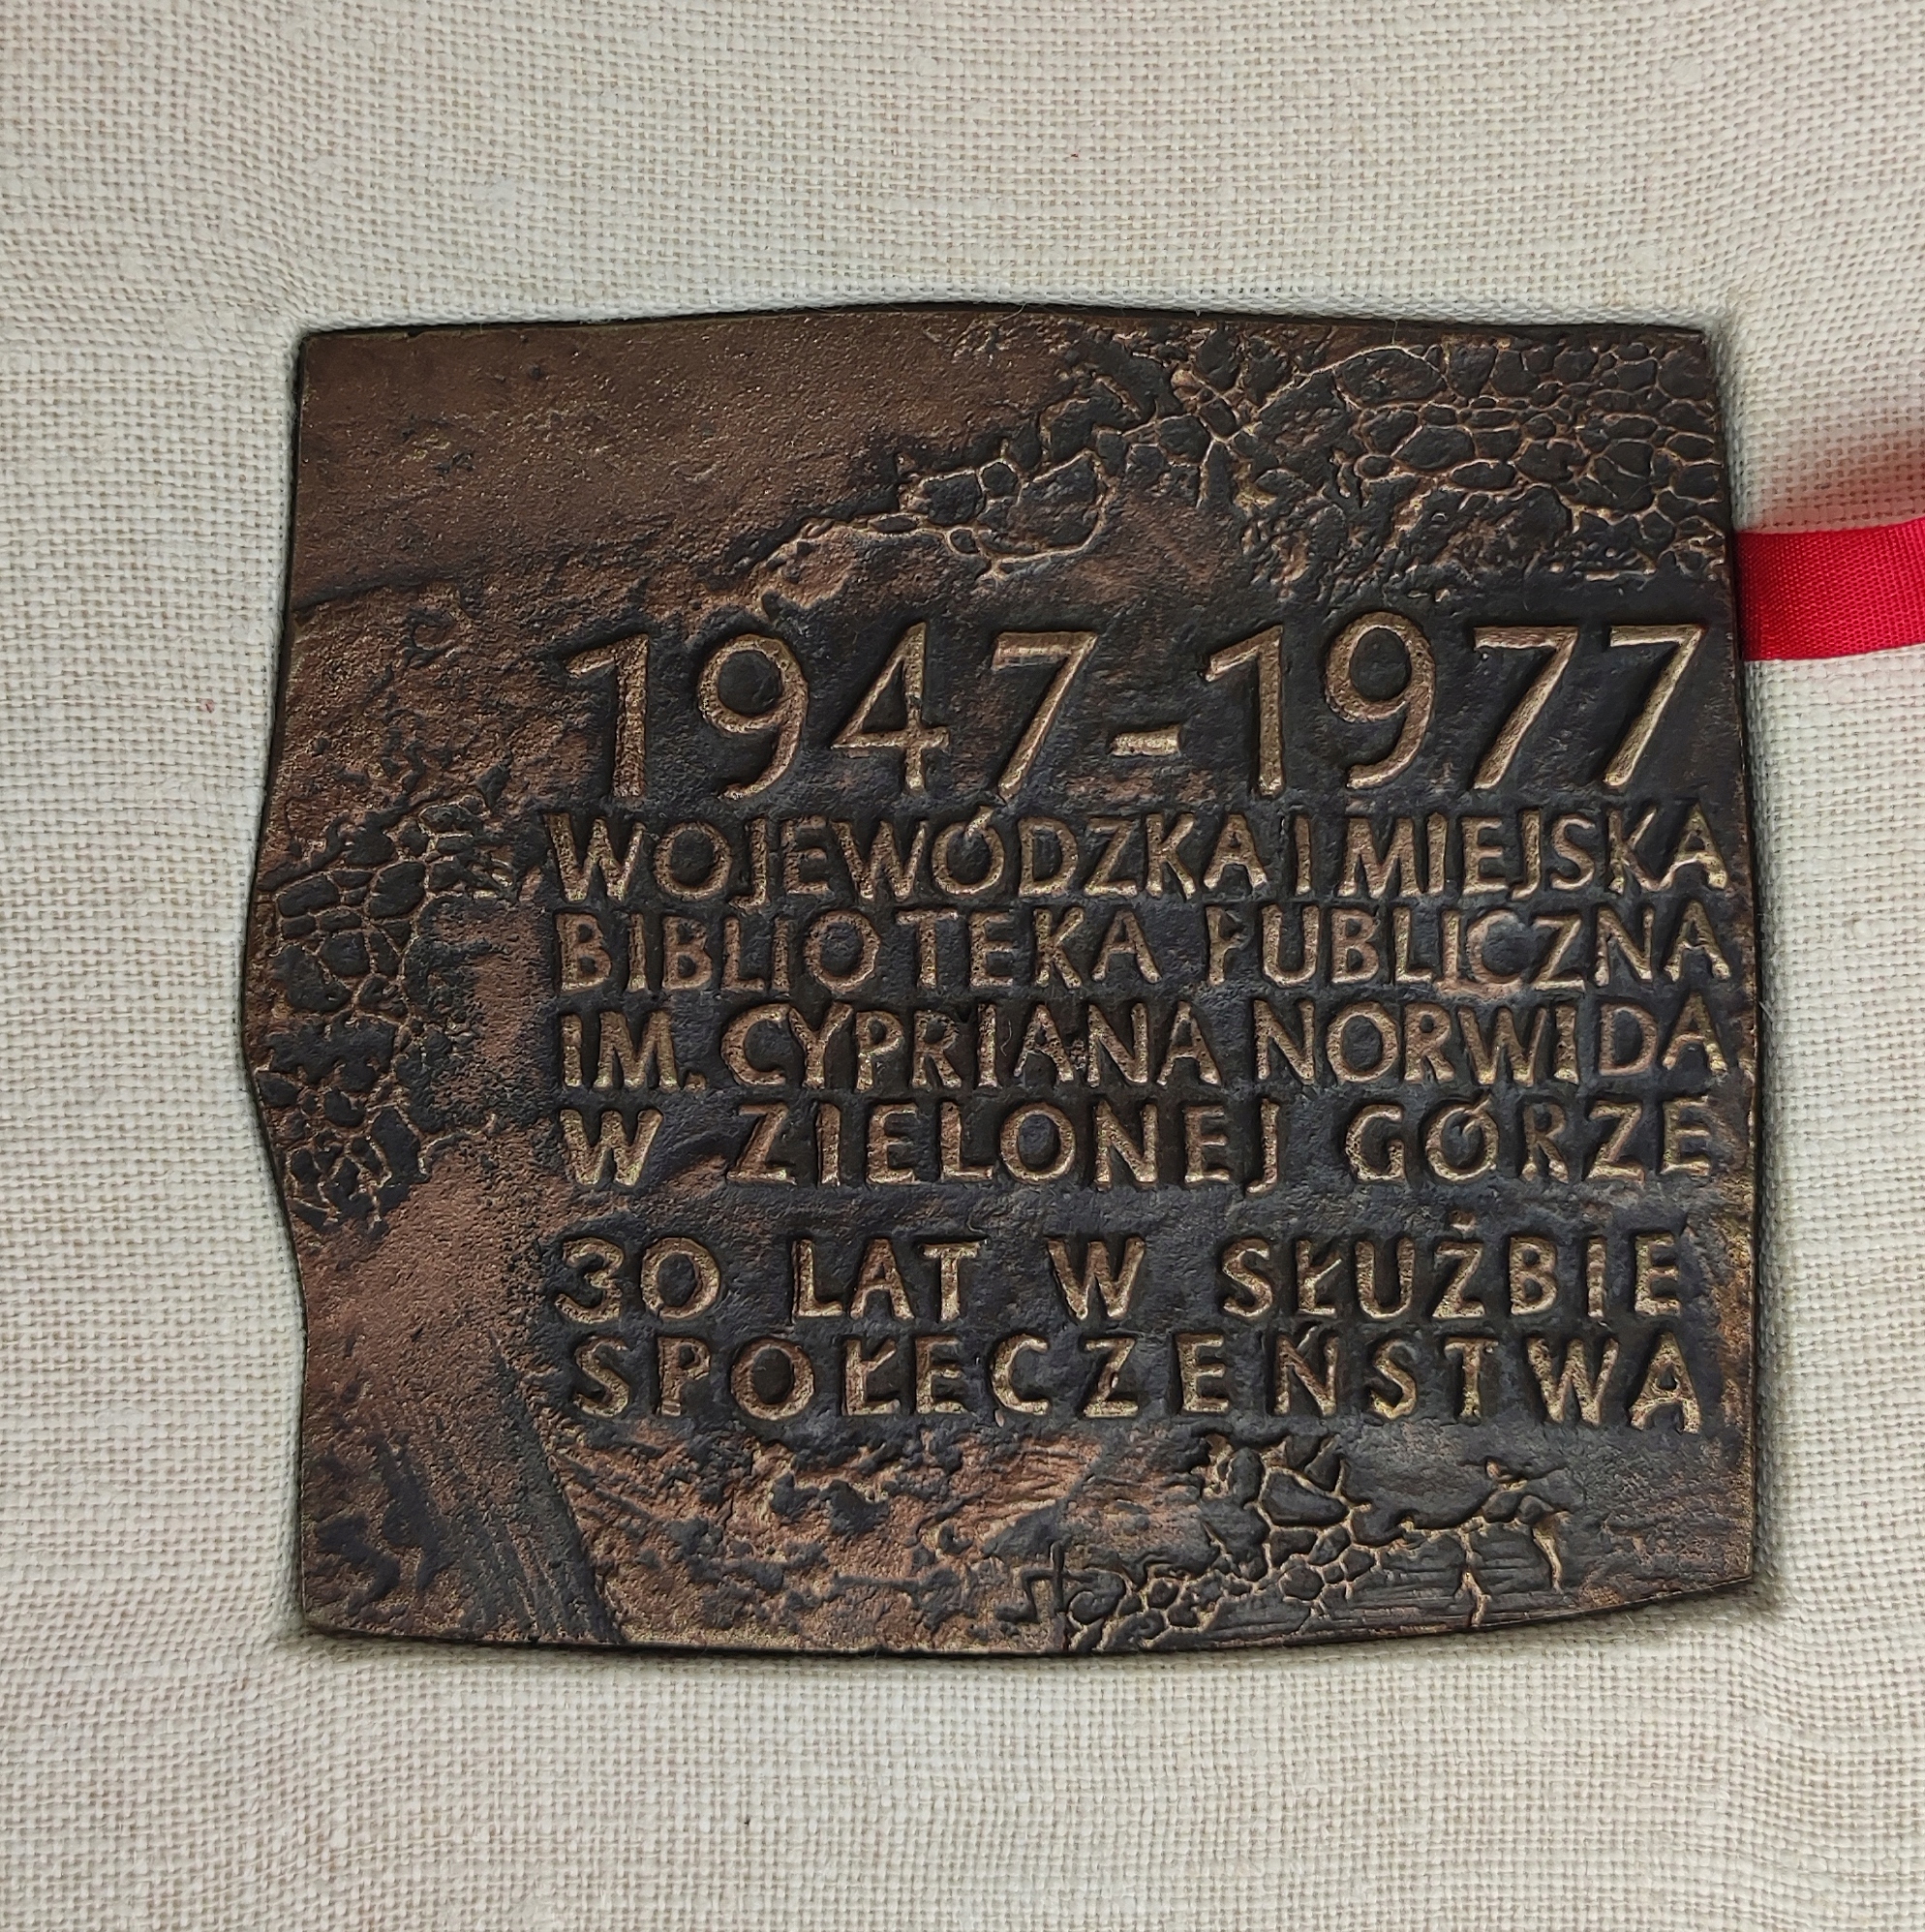 1947-1977
WOJEWÓDZKA I MIEJSKA
BIBLIOTEKA PUBLICZNA
IM. CYPRIANA NORWIDA
W ZIELONEJ GÓRZE
30 LAT W SŁUŻBIE
SPOŁECZEŃSTWA